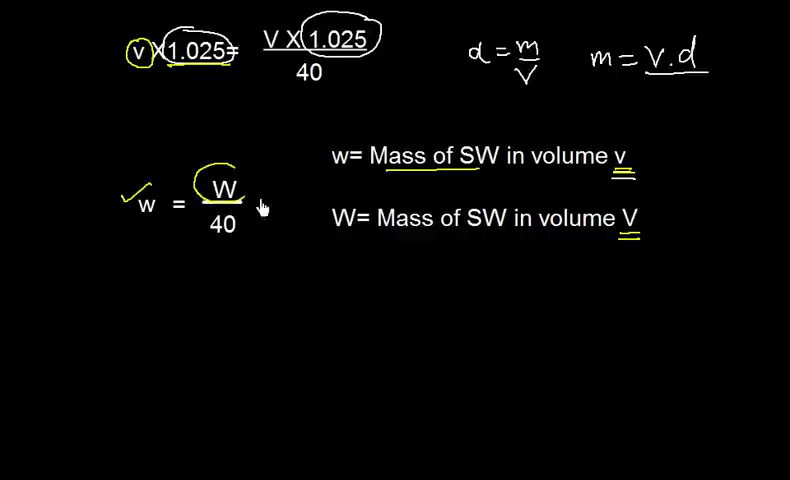 v X 1.025= V X 1.025
40
d = m
v
m = v.d
w= Mass of SW in volume v
w = W
40
W= Mass of SW in volume V